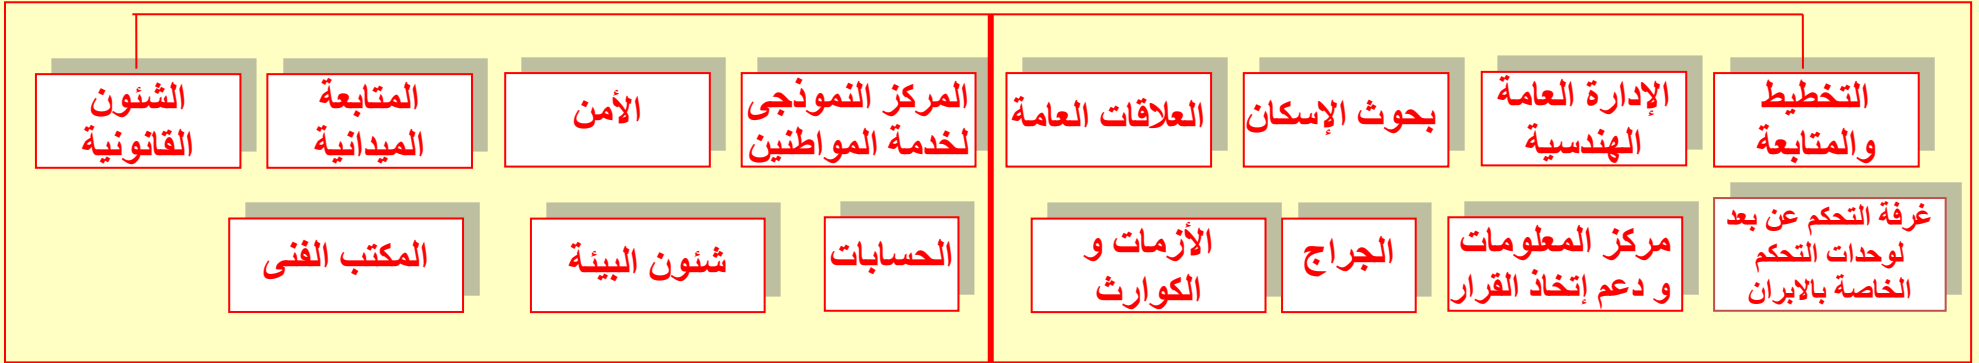 التخطيط
والمتابعة
الإدارة العامة
الهندسية
بحوث الإسكان
العلاقات العامة
المركز النموذجى
لخدمة المواطنين
الأمن
المتابعة
الميدانية
الشئون
القانونية
غرفة التحكم عن بعد
لوحدات التحكم
الخاصة بالابران
مركز المعلومات
و دعم إتخاذ القرار
الجراج
الأزمات و
الكوارث
الحسابات
شئون البيئة
المكتب الفنى